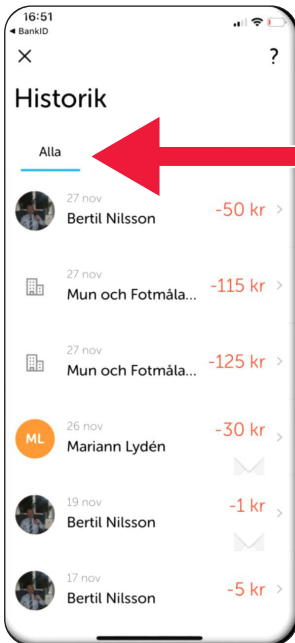 16:51
◀ BankID
✕ ?
Historik
Alla
27 nov
Bertil Nilsson
-50 kr
27 nov
Mun och Fotmåla...
-115 kr
27 nov
Mun och Fotmåla...
-125 kr
ML
26 nov
Mariann Lydén
-30 kr
19 nov
Bertil Nilsson
-1 kr
17 nov
Bertil Nilsson
-5 kr